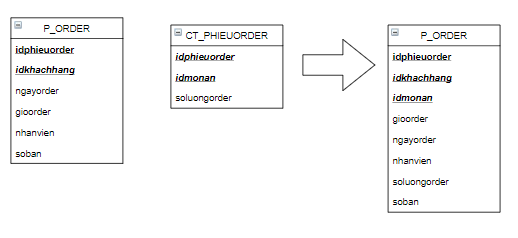 P_ORDER
idphieuorder
idkhachhang
ngayorder
gioorder
nhanvien
soban
CT_PHIEUORDER
idphieuorder
idmonan
soluongorder
P_ORDER
idphieuorder
idkhachhang
idmonan
gioorder
ngayorder
nhanvien
soluongorder
soban